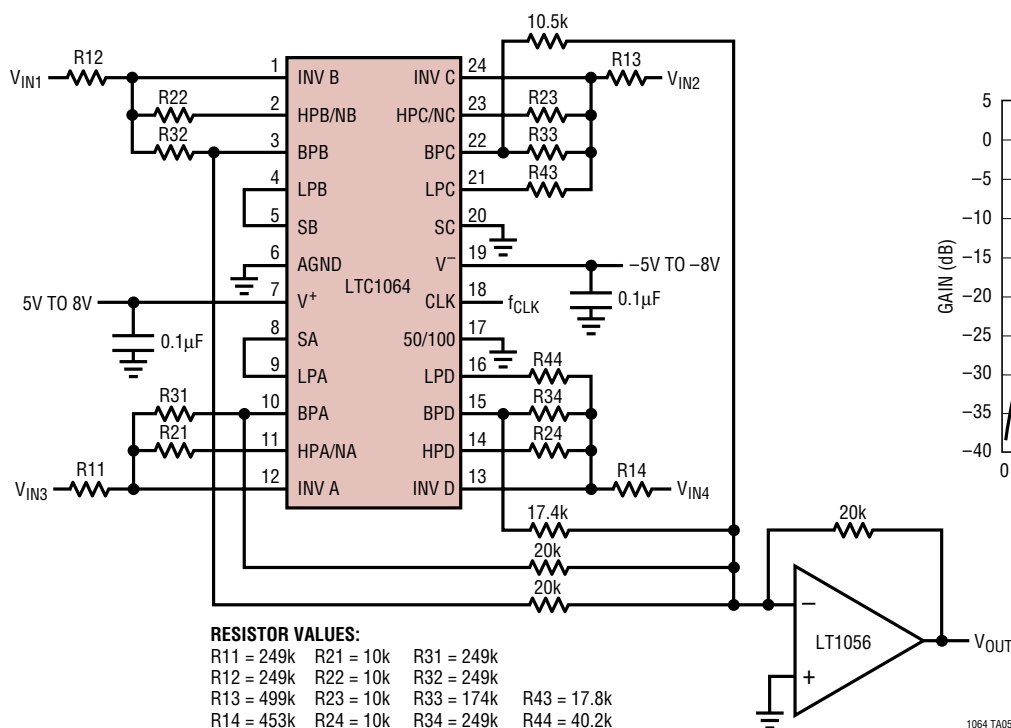 10.5k
V_IN1
R12
1
INV B
INV C
24
R13
V_IN2
R22
2
HPB/NB
HPC/NC
23
R23
R32
3
BPB
BPC
22
R33
4
LPB
LPC
21
R43
5
SB
SC
20
6
AGND
V−
19
−5V TO −8V
LTC1064
5V TO 8V
7
V+
CLK
18
f_CLK
0.1µF
0.1µF
8
SA
50/100
17
9
LPA
LPD
16
R44
R31
10
BPA
BPD
15
R34
R21
11
HPA/NA
HPD
14
R24
V_IN3
R11
12
INV A
INV D
13
R14
V_IN4
17.4k
20k
20k
20k
−
+
LT1056
V_OUT
RESISTOR VALUES:
R11 = 249k R21 = 10k R31 = 249k
R12 = 249k R22 = 10k R32 = 249k
R13 = 499k R23 = 10k R33 = 174k R43 = 17.8k
R14 = 453k R24 = 10k R34 = 249k R44 = 40.2k
GAIN (dB)
5
0
−5
−10
−15
−20
−25
−30
−35
−40
0
1064 TA05